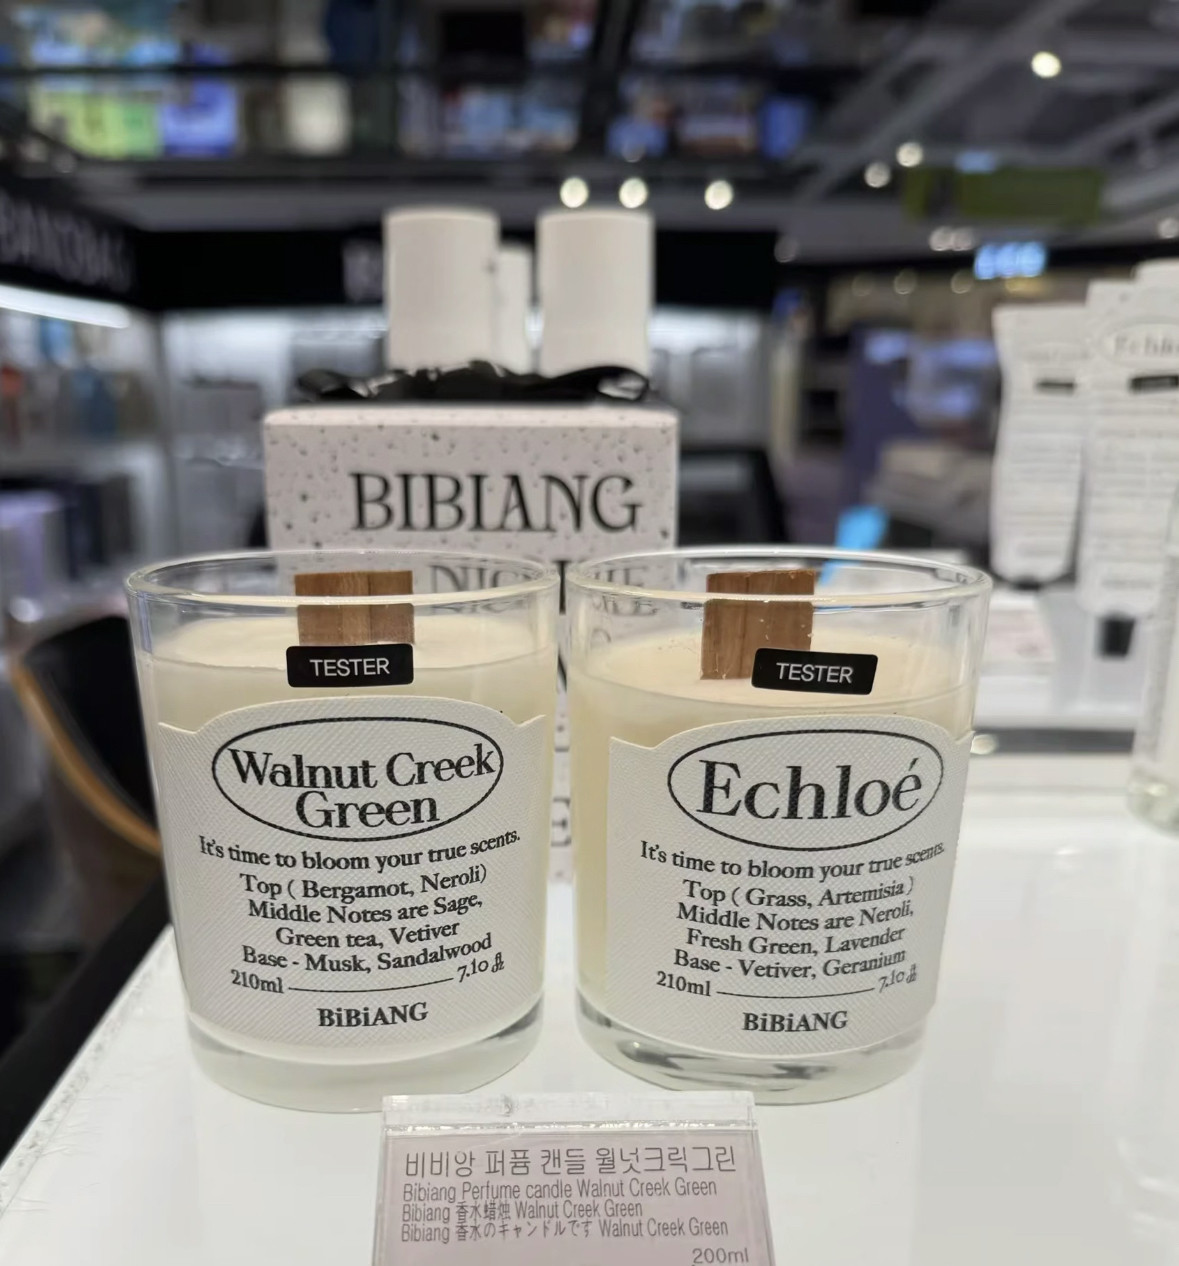 BIBIANG
TESTER
Walnut Creek
Green
It's time to bloom your true scents.
Top ( Bergamot, Neroli)
Middle Notes are Sage,
Green tea, Vetiver
Base - Musk, Sandalwood
210ml 7.10 fl oz
BiBiANG
TESTER
Echloé
It's time to bloom your true scents.
Top ( Grass, Artemisia )
Middle Notes are Neroli,
Fresh Green, Lavender
Base - Vetiver, Geranium
210ml 7.10 fl oz
BiBiANG
비비앙 퍼퓸 캔들 월넛크릭그린
Bibiang Perfume candle Walnut Creek Green
Bibiang 香水蜡烛 Walnut Creek Green
Bibiang 香水のキャンドルです Walnut Creek Green
200ml